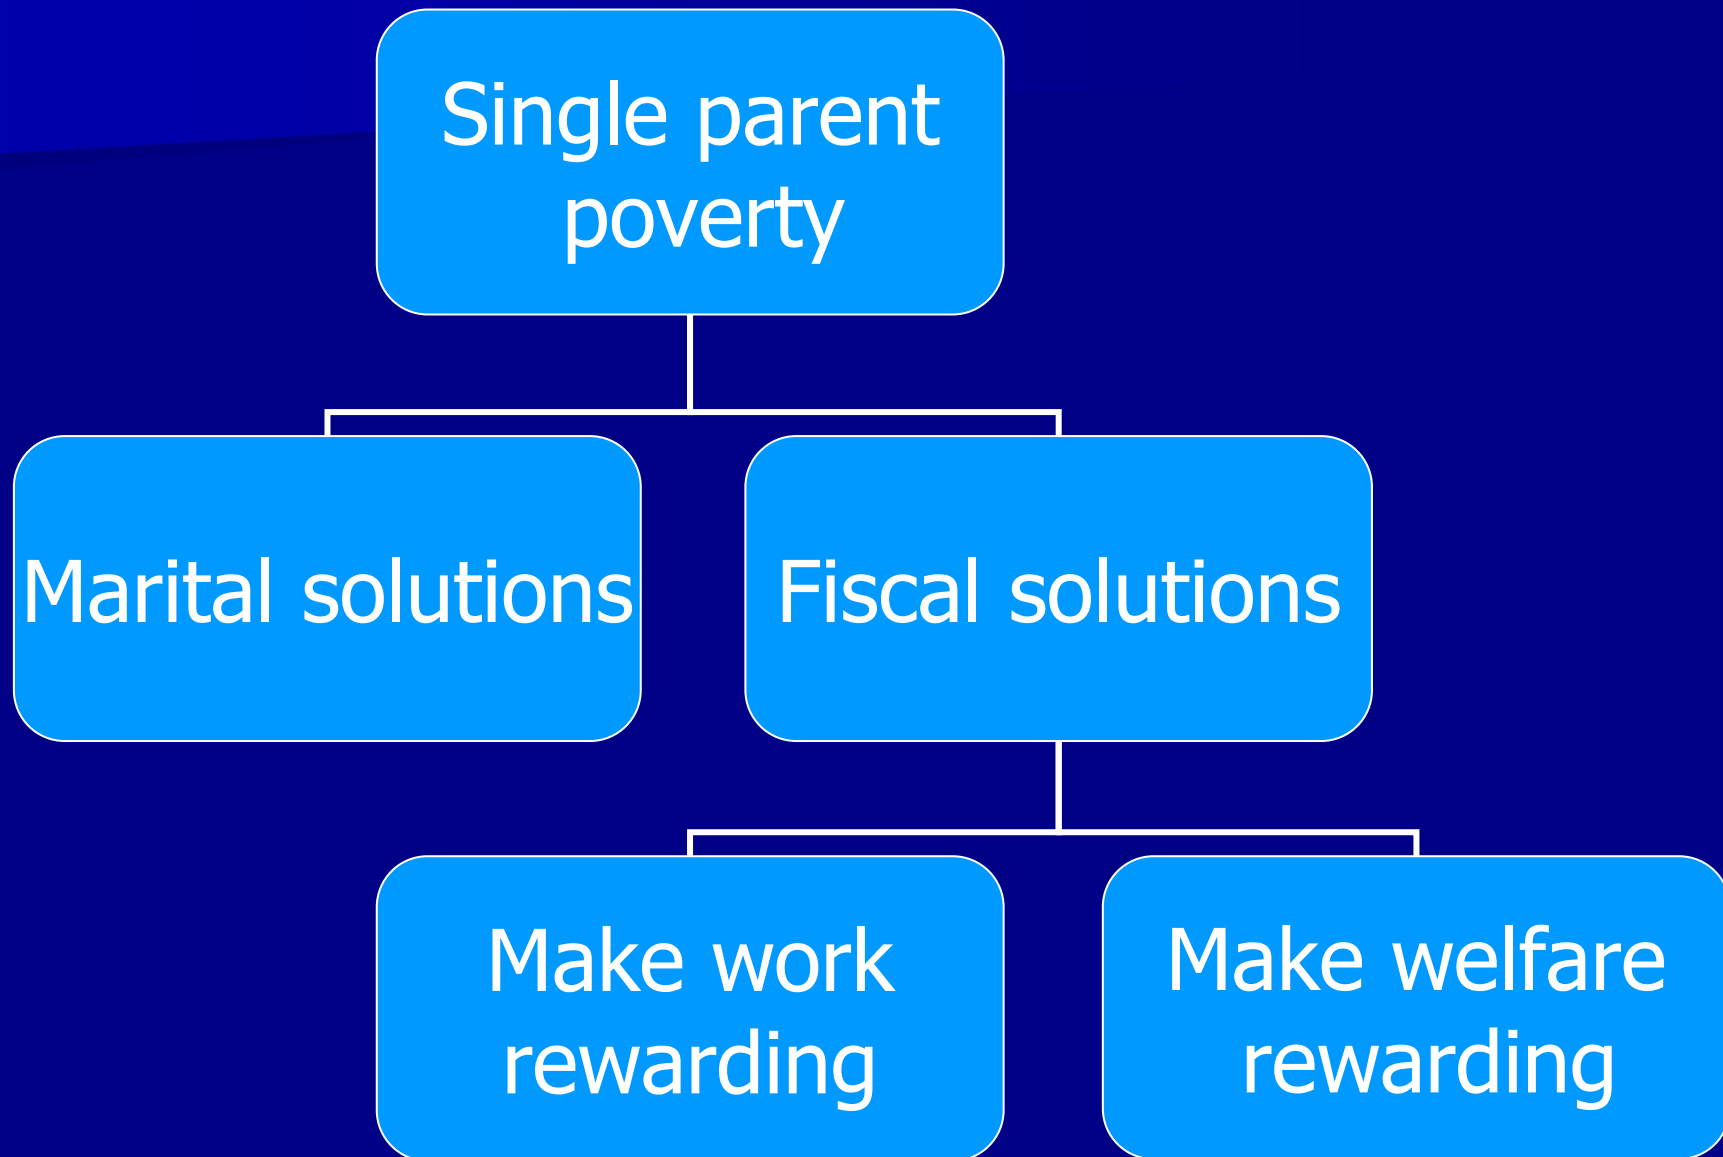 Single parent
poverty
Marital solutions
Fiscal solutions
Make work
rewarding
Make welfare
rewarding